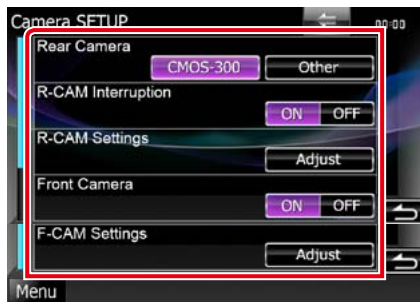 Camera SETUP 00:00
Rear Camera
CMOS-300 Other
R-CAM Interruption
ON OFF
R-CAM Settings
Adjust
Front Camera
ON OFF
F-CAM Settings
Adjust
Menu